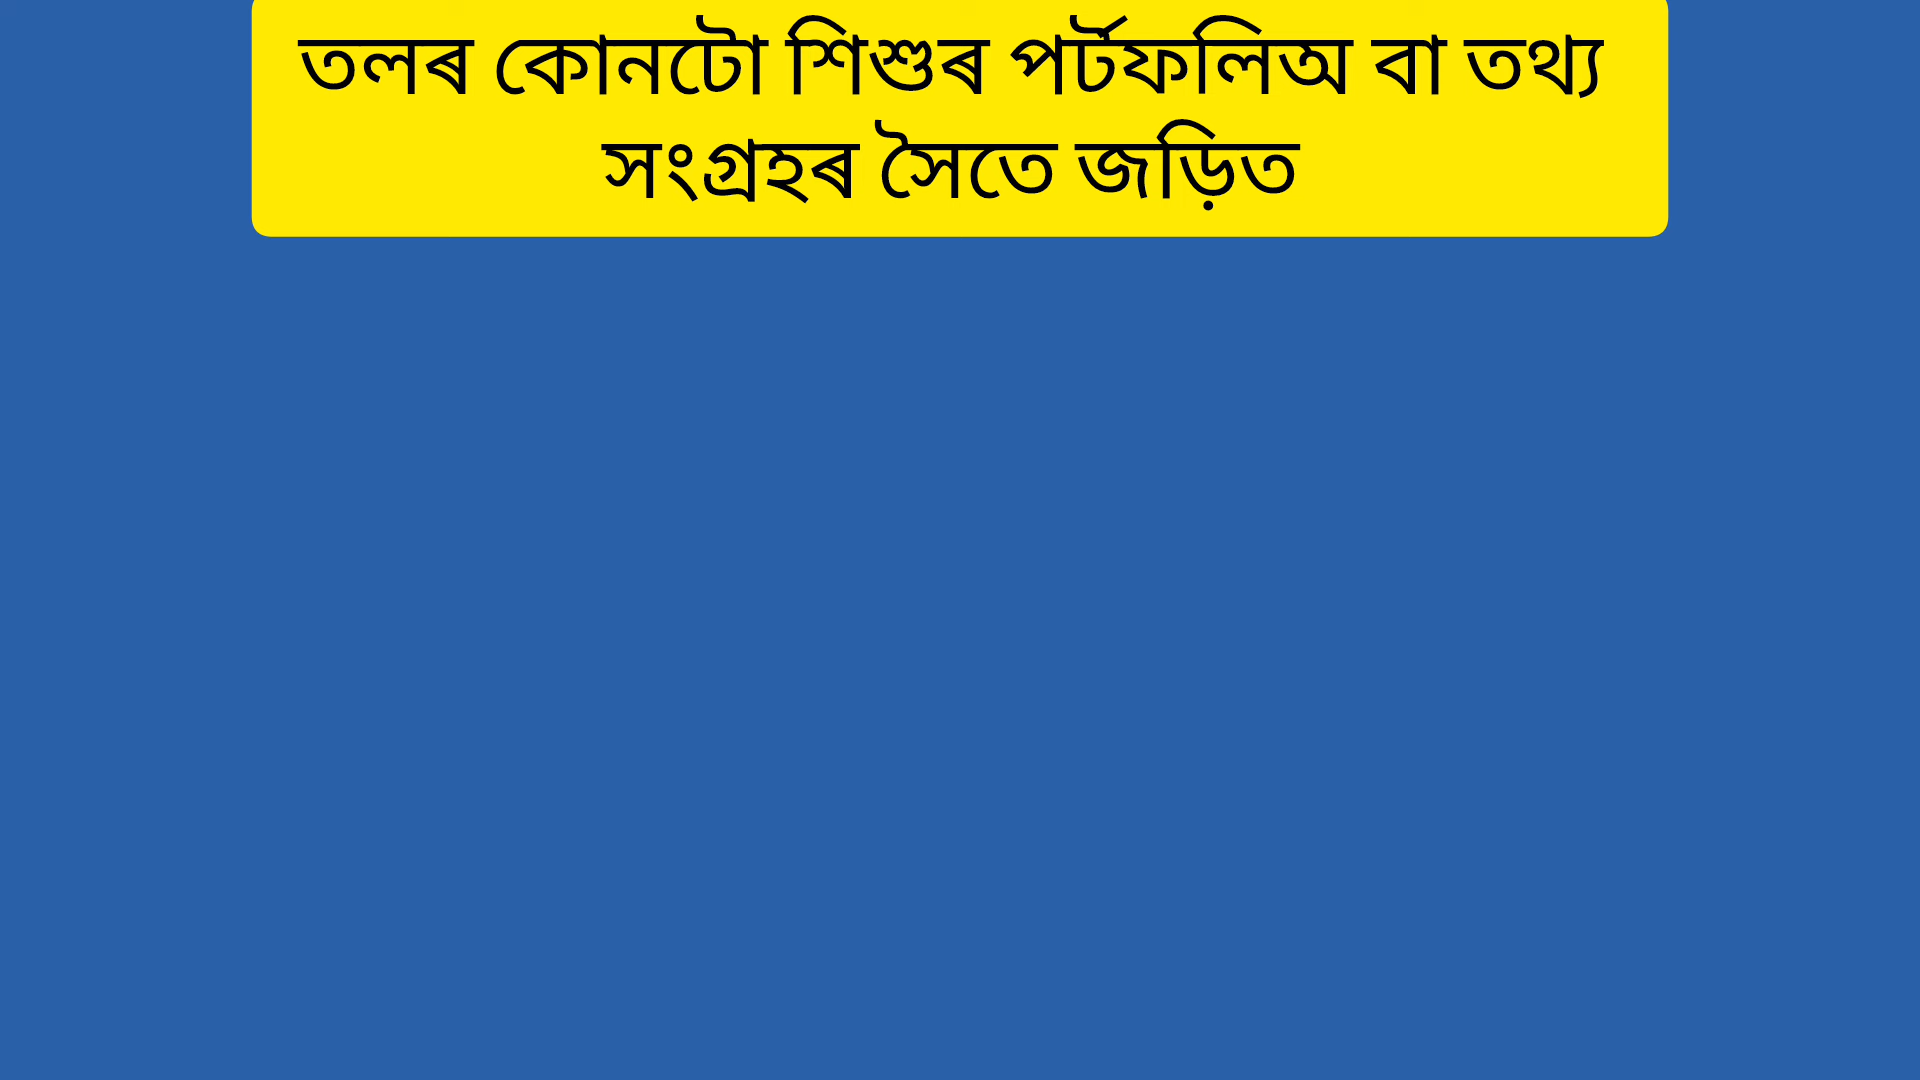 তলৰ কোনটো শিশুৰ পৰ্টফলিঅ বা তথ্য
সংগ্ৰহৰ সৈতে জড়িত